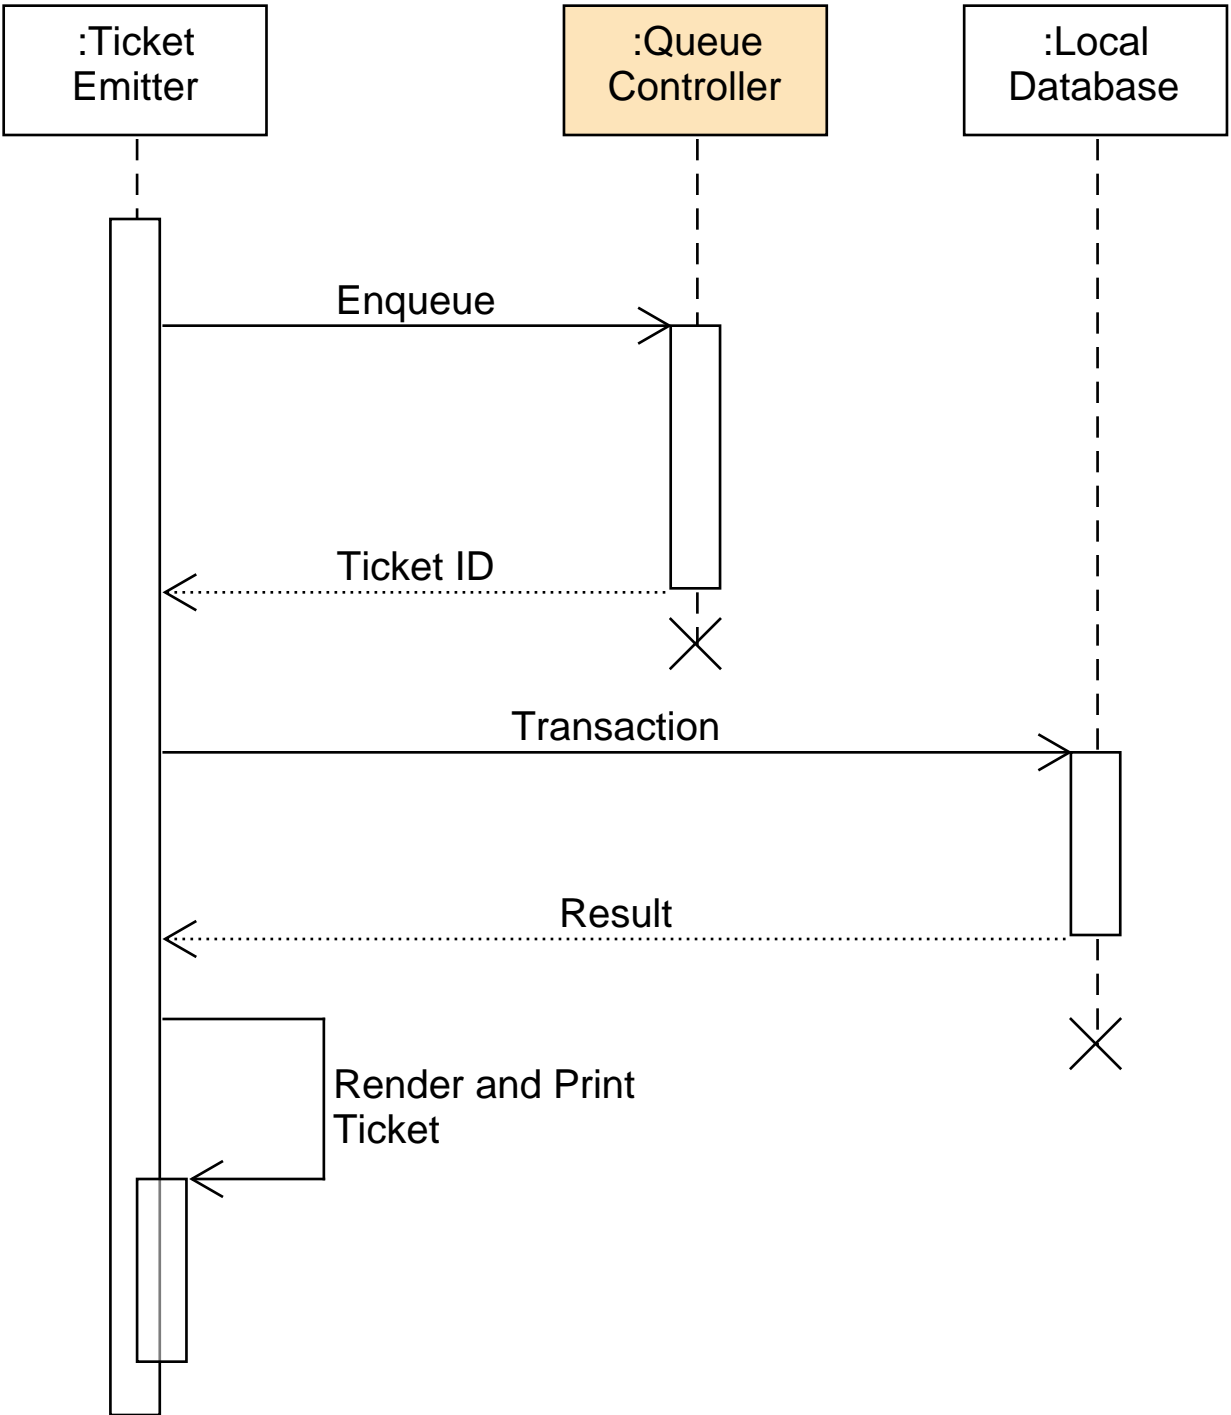 :Ticket
Emitter
:Queue
Controller
:Local
Database
Enqueue
Ticket ID
Transaction
Result
Render and Print
Ticket